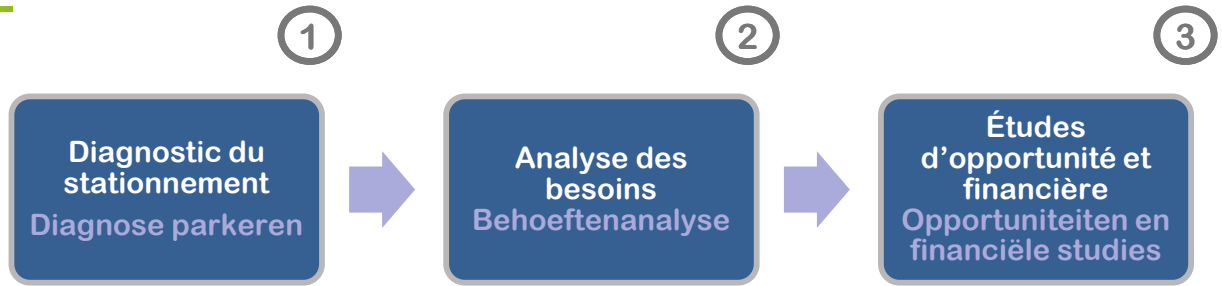 1
2
3
Diagnostic du
stationnement
Diagnose parkeren
Analyse des
besoins
Behoeftenanalyse
Études
d’opportunité et
financière
Opportuniteiten en
financiële studies